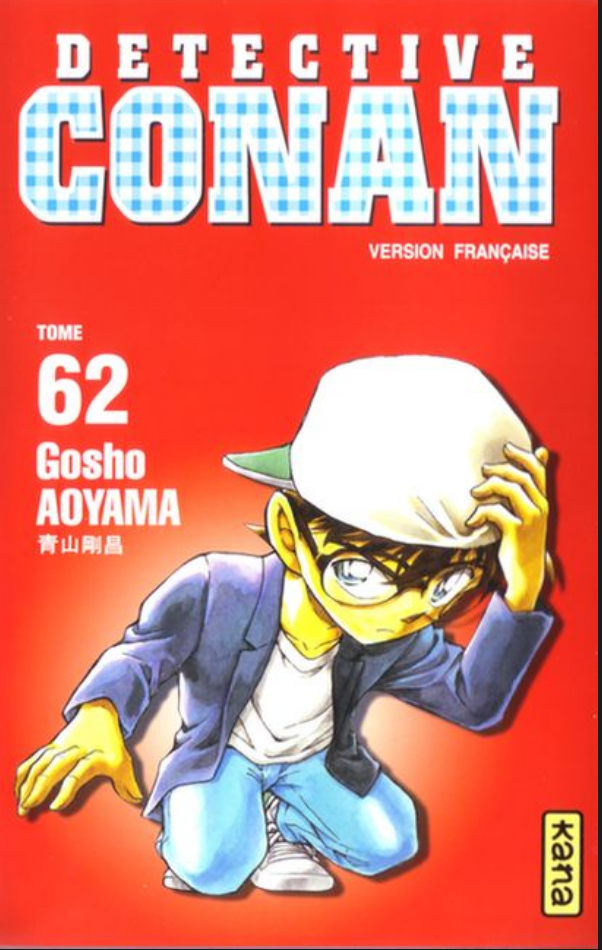 DETECTIVE
CONAN
VERSION FRANÇAISE
TOME
62
Gosho
AOYAMA
青山剛昌
kana